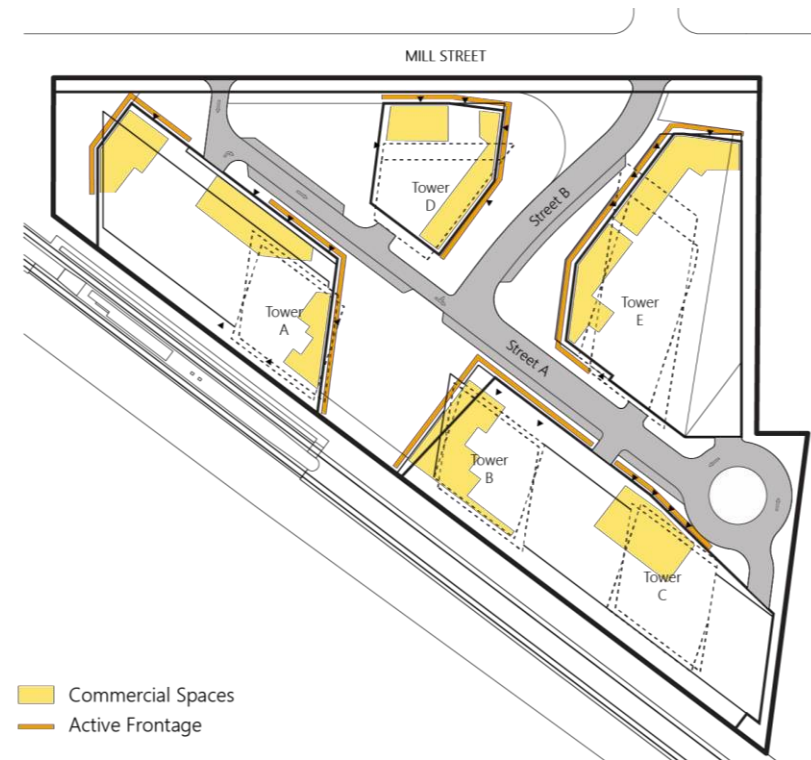 MILL STREET
Tower
D
Street B
Tower
E
Tower
A
Street A
Tower
B
Tower
C
Commercial Spaces
Active Frontage